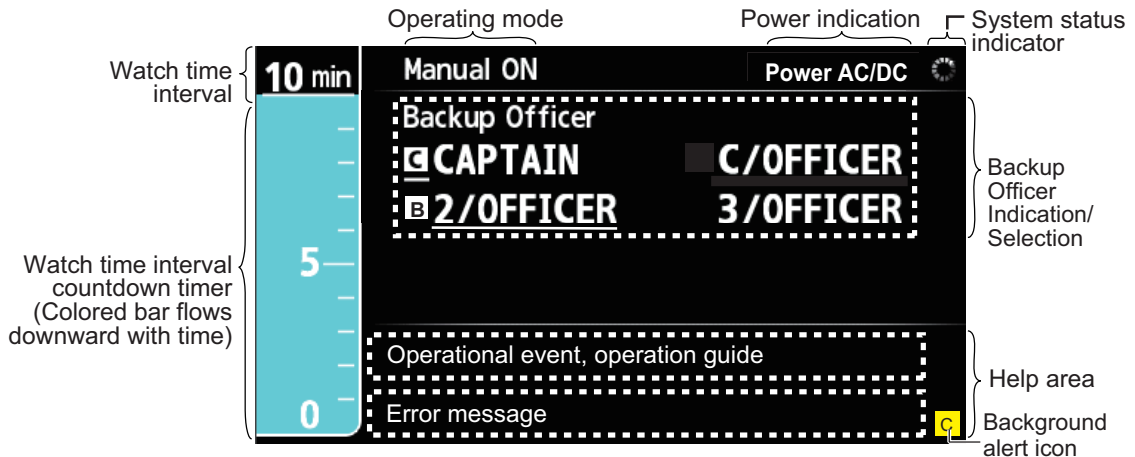 Operating mode
Power indication
System status
indicator
Watch time
interval
10 min
Manual ON
Power AC/DC
Backup Officer
C CAPTAIN
C/OFFICER
B 2/OFFICER
3/OFFICER
Backup
Officer
Indication/
Selection
5
Watch time interval
countdown timer
(Colored bar flows
downward with time)
Operational event, operation guide
Help area
0
Error message
C
Background
alert icon